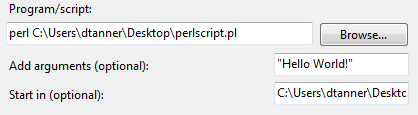 Program/script:
perl C:\Users\dtanner\Desktop\perlscript.pl Browse...
Add arguments (optional): "Hello World!"
Start in (optional): C:\Users\dtanner\Deskto